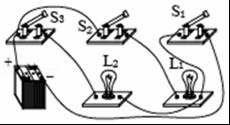 S₃
S₂
S₁
+
−
L₂
L₁